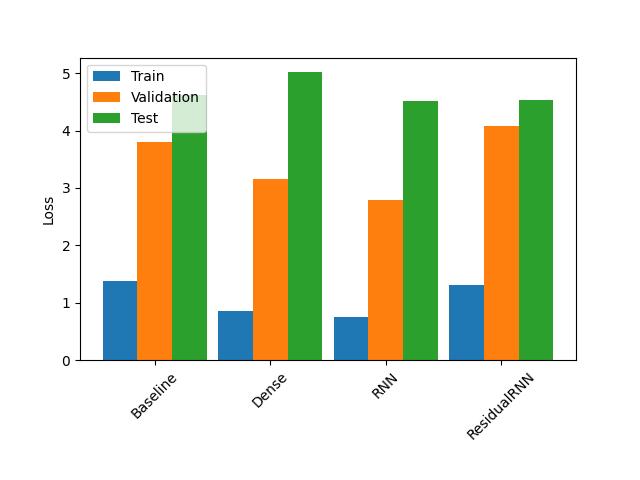 Train
Validation
Test
5
4
3
2
1
0
Loss
Baseline
Dense
RNN
ResidualRNN